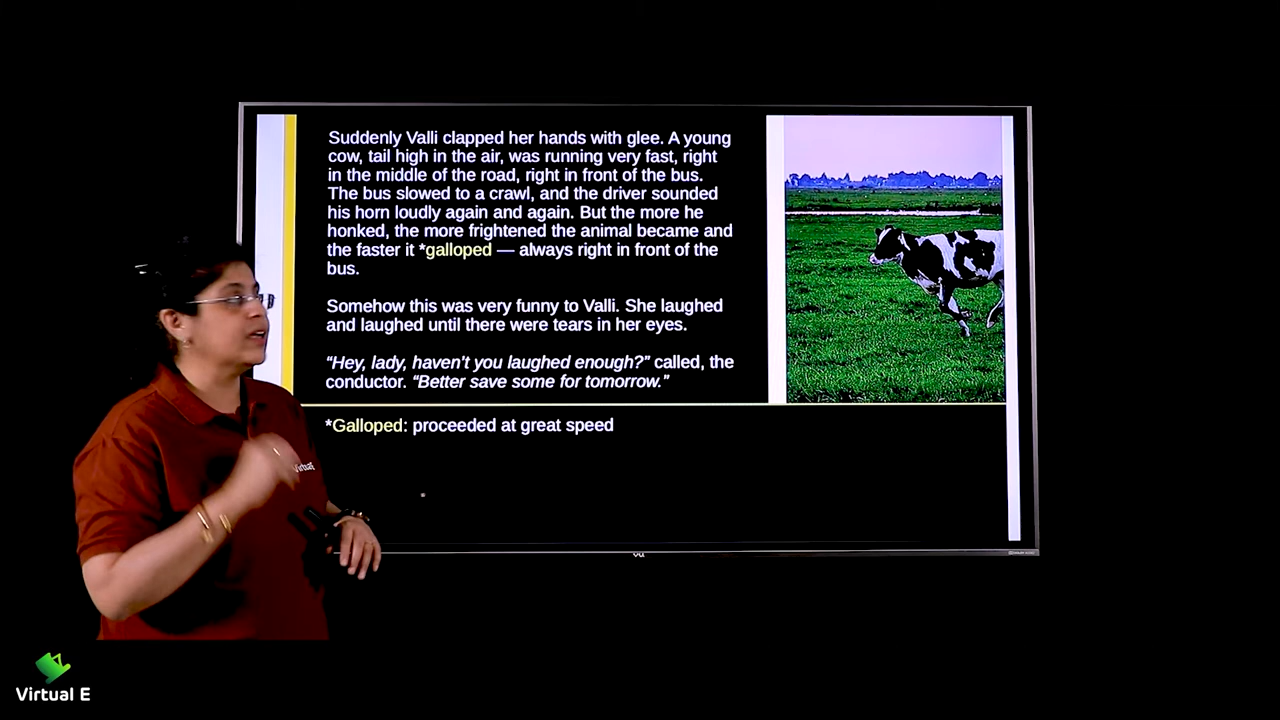 Suddenly Valli clapped her hands with glee. A young
cow, tail high in the air, was running very fast, right
in the middle of the road, right in front of the bus.
The bus slowed to a crawl, and the driver sounded
his horn loudly again and again. But the more he
honked, the more frightened the animal became and
the faster it *galloped — always right in front of the
bus.
Somehow this was very funny to Valli. She laughed
and laughed until there were tears in her eyes.
“Hey, lady, haven't you laughed enough?” called, the
conductor. “Better save some for tomorrow.”
*Galloped: proceeded at great speed
VirtualE
Virtual E